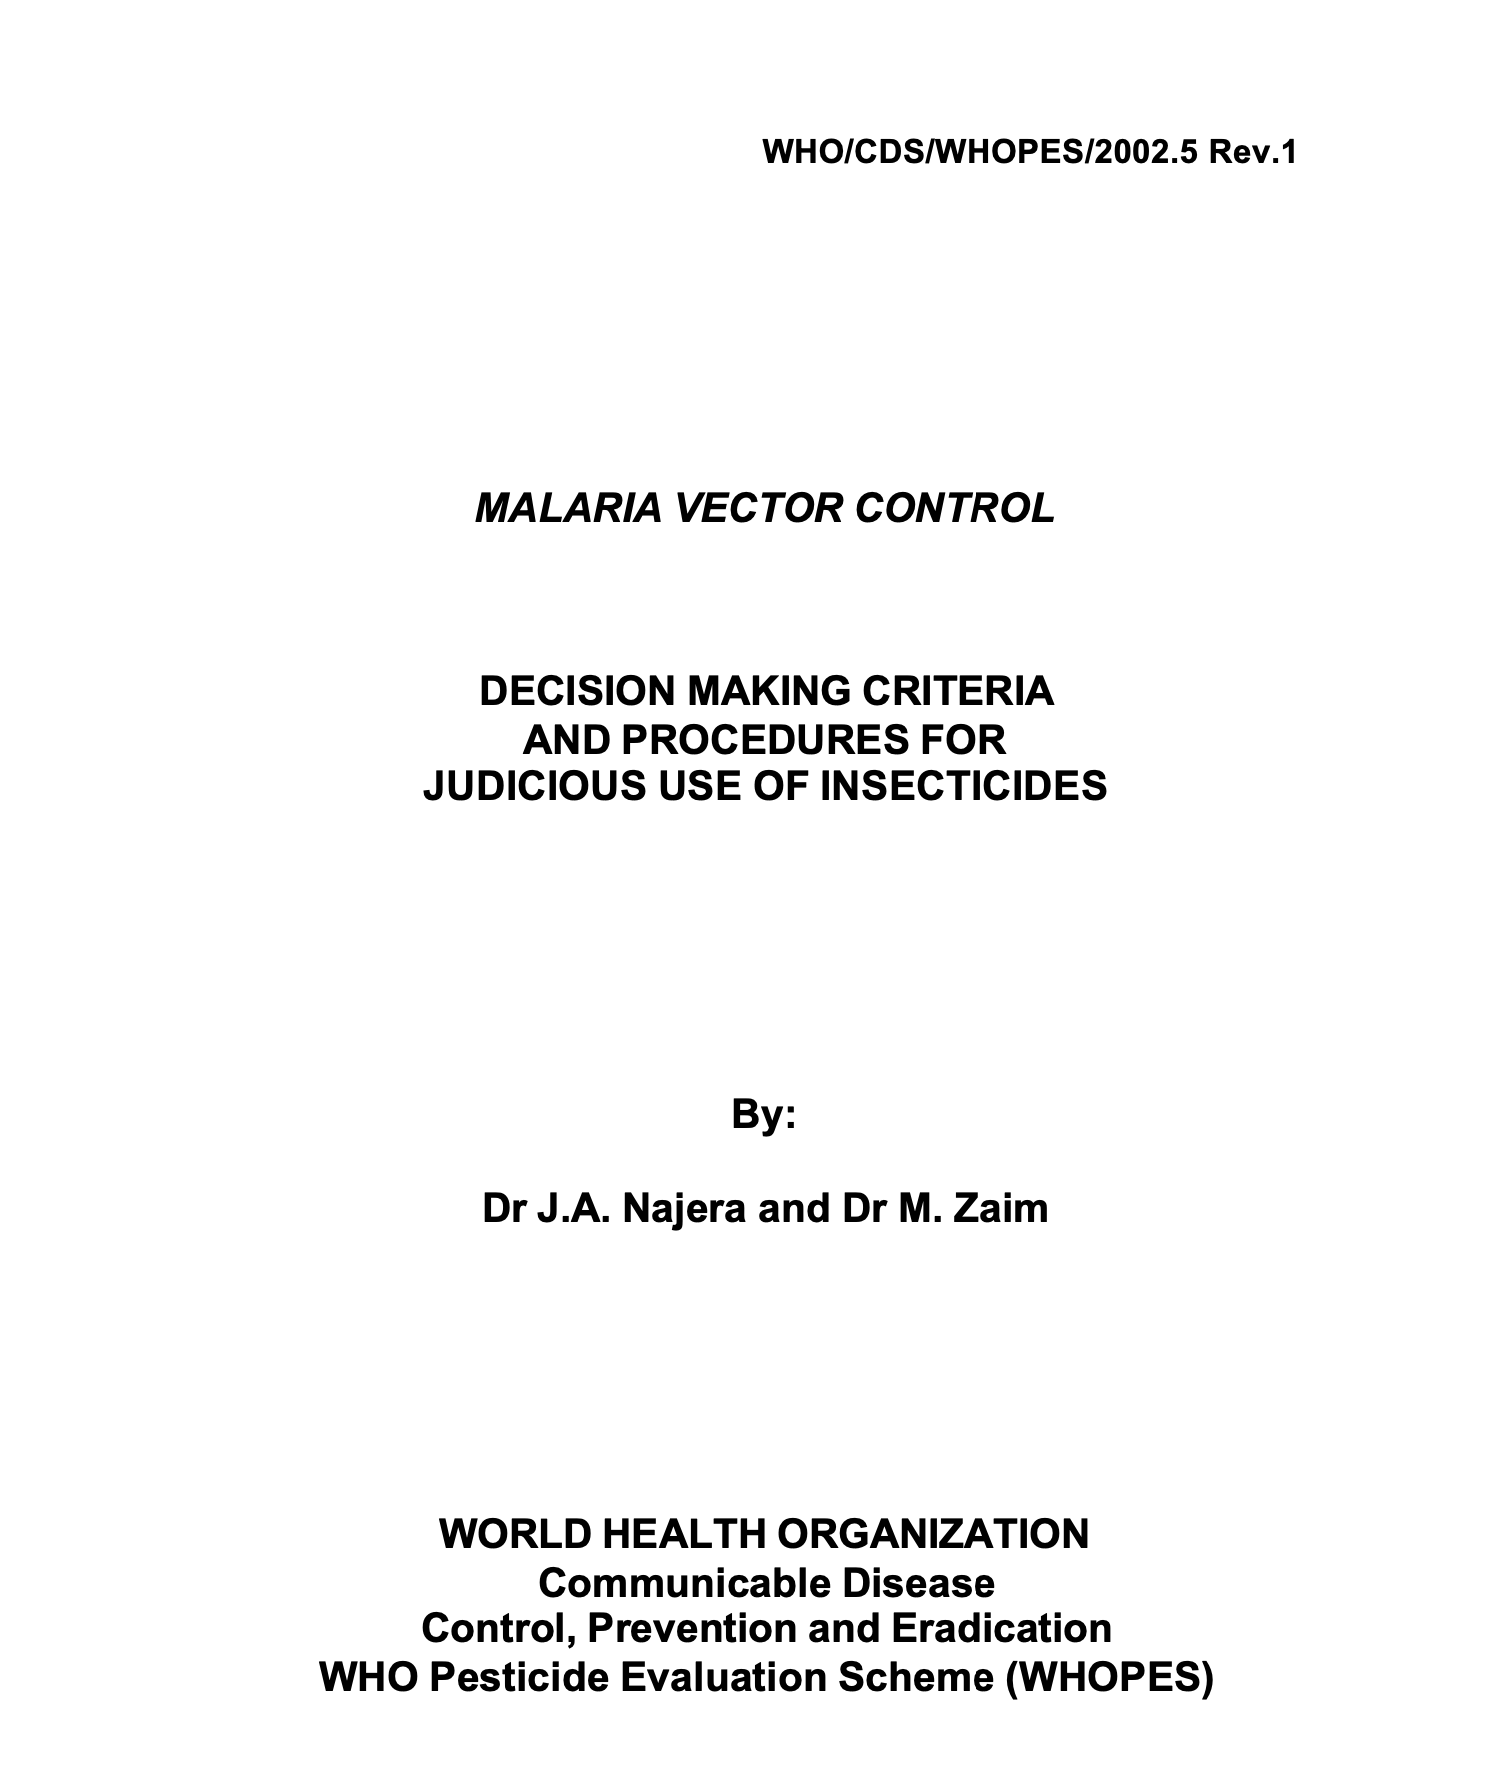 WHO/CDS/WHOPES/2002.5 Rev.1
MALARIA VECTOR CONTROL
DECISION MAKING CRITERIA
AND PROCEDURES FOR
JUDICIOUS USE OF INSECTICIDES
By:
Dr J.A. Najera and Dr M. Zaim
WORLD HEALTH ORGANIZATION
Communicable Disease
Control, Prevention and Eradication
WHO Pesticide Evaluation Scheme (WHOPES)